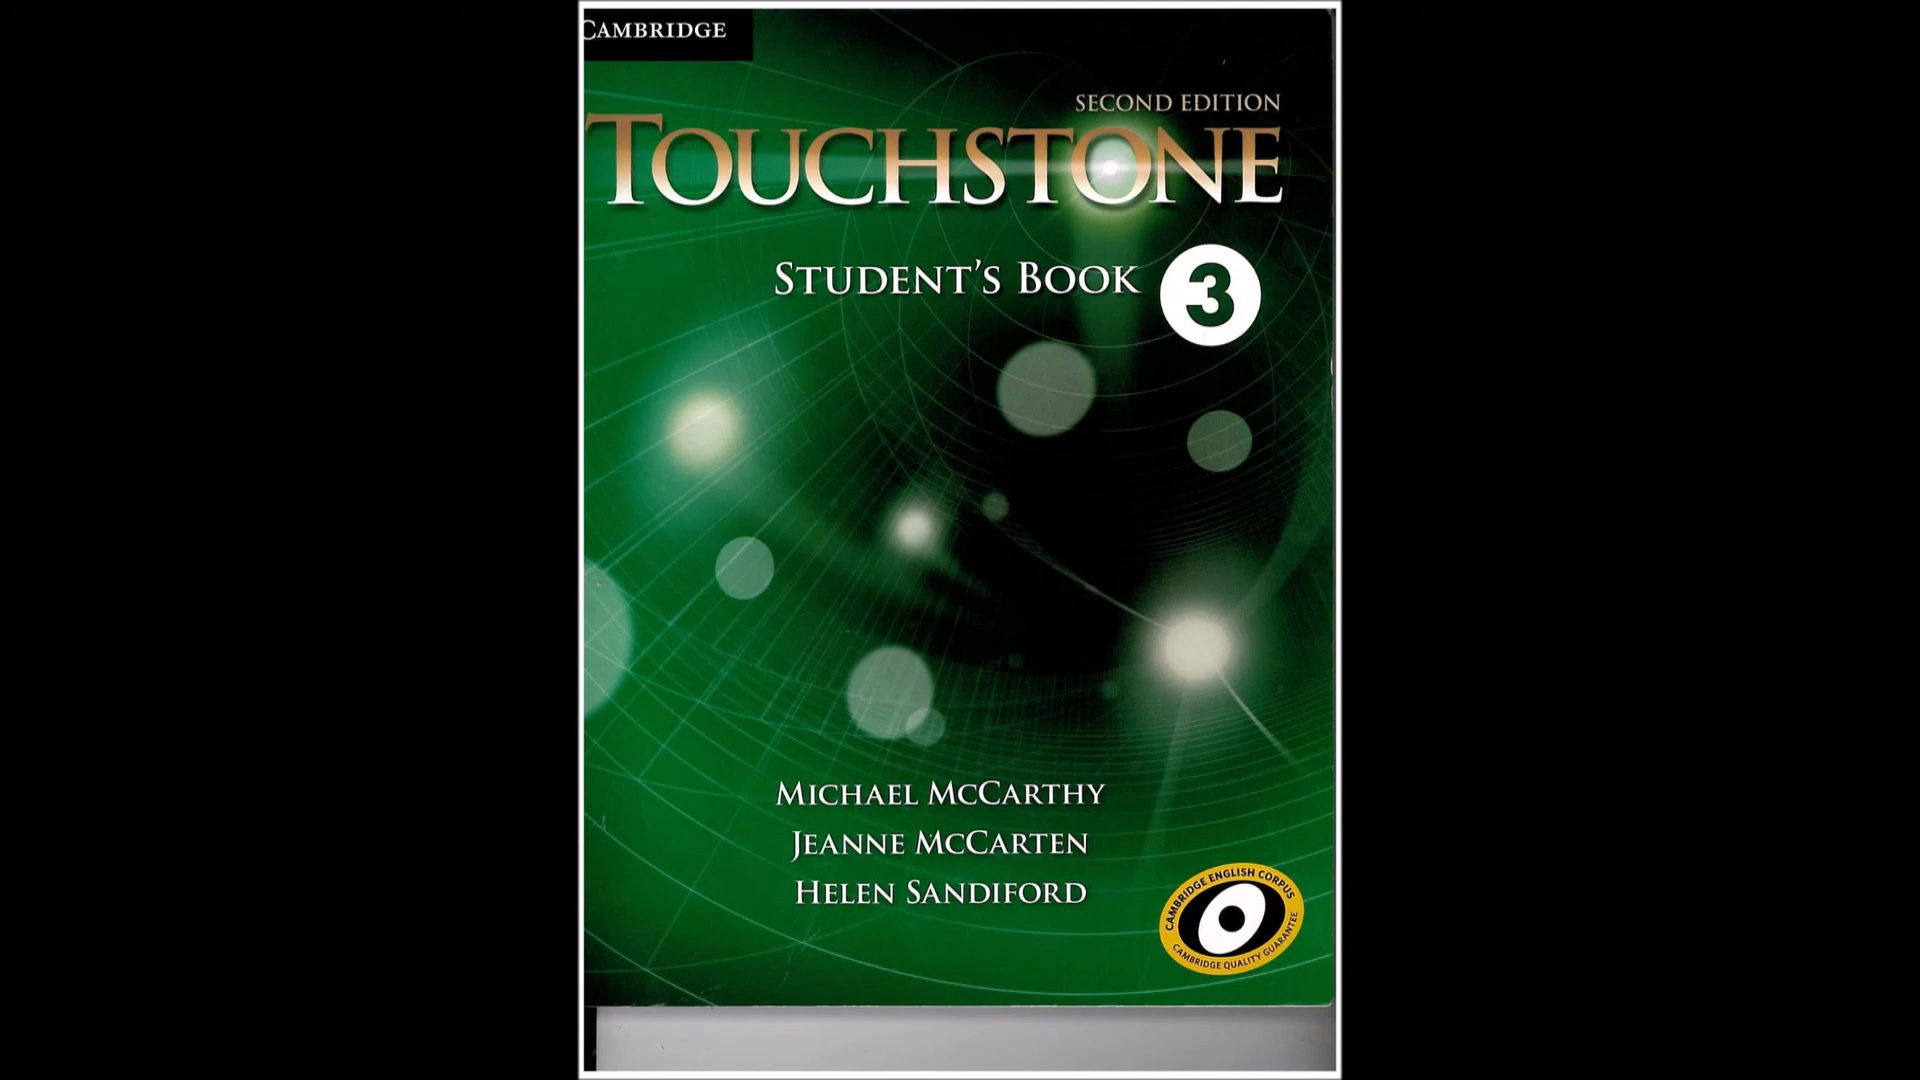 CAMBRIDGE
SECOND EDITION
TOUCHSTONE
STUDENT'S BOOK 3
MICHAEL MCCARTHY
JEANNE MCCARTEN
HELEN SANDIFORD
CAMBRIDGE ENGLISH CORPUS
CAMBRIDGE QUALITY GUARANTEE